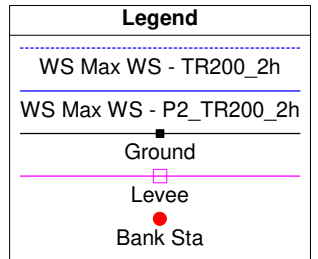 Legend
WS Max WS - TR200_2h
WS Max WS - P2_TR200_2h
Ground
Levee
Bank Sta